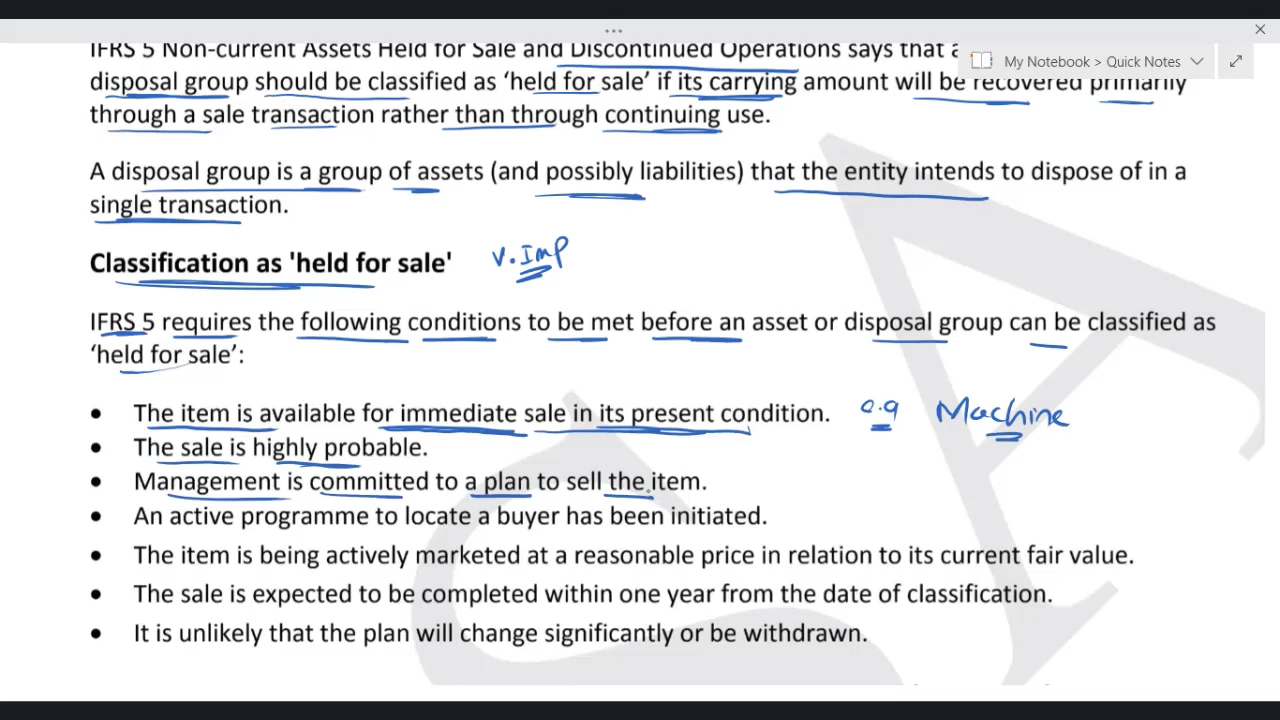 IFRS 5 Non-current Assets Held for Sale and Discontinued Operations says that a
My Notebook > Quick Notes
disposal group should be classified as ‘held for sale’ if its carrying amount will be recovered primarily
through a sale transaction rather than through continuing use.
A disposal group is a group of assets (and possibly liabilities) that the entity intends to dispose of in a
single transaction.
Classification as 'held for sale' v. Imp
IFRS 5 requires the following conditions to be met before an asset or disposal group can be classified as
‘held for sale’:
• The item is available for immediate sale in its present condition. e.g Machine
• The sale is highly probable.
• Management is committed to a plan to sell the item.
• An active programme to locate a buyer has been initiated.
• The item is being actively marketed at a reasonable price in relation to its current fair value.
• The sale is expected to be completed within one year from the date of classification.
• It is unlikely that the plan will change significantly or be withdrawn.